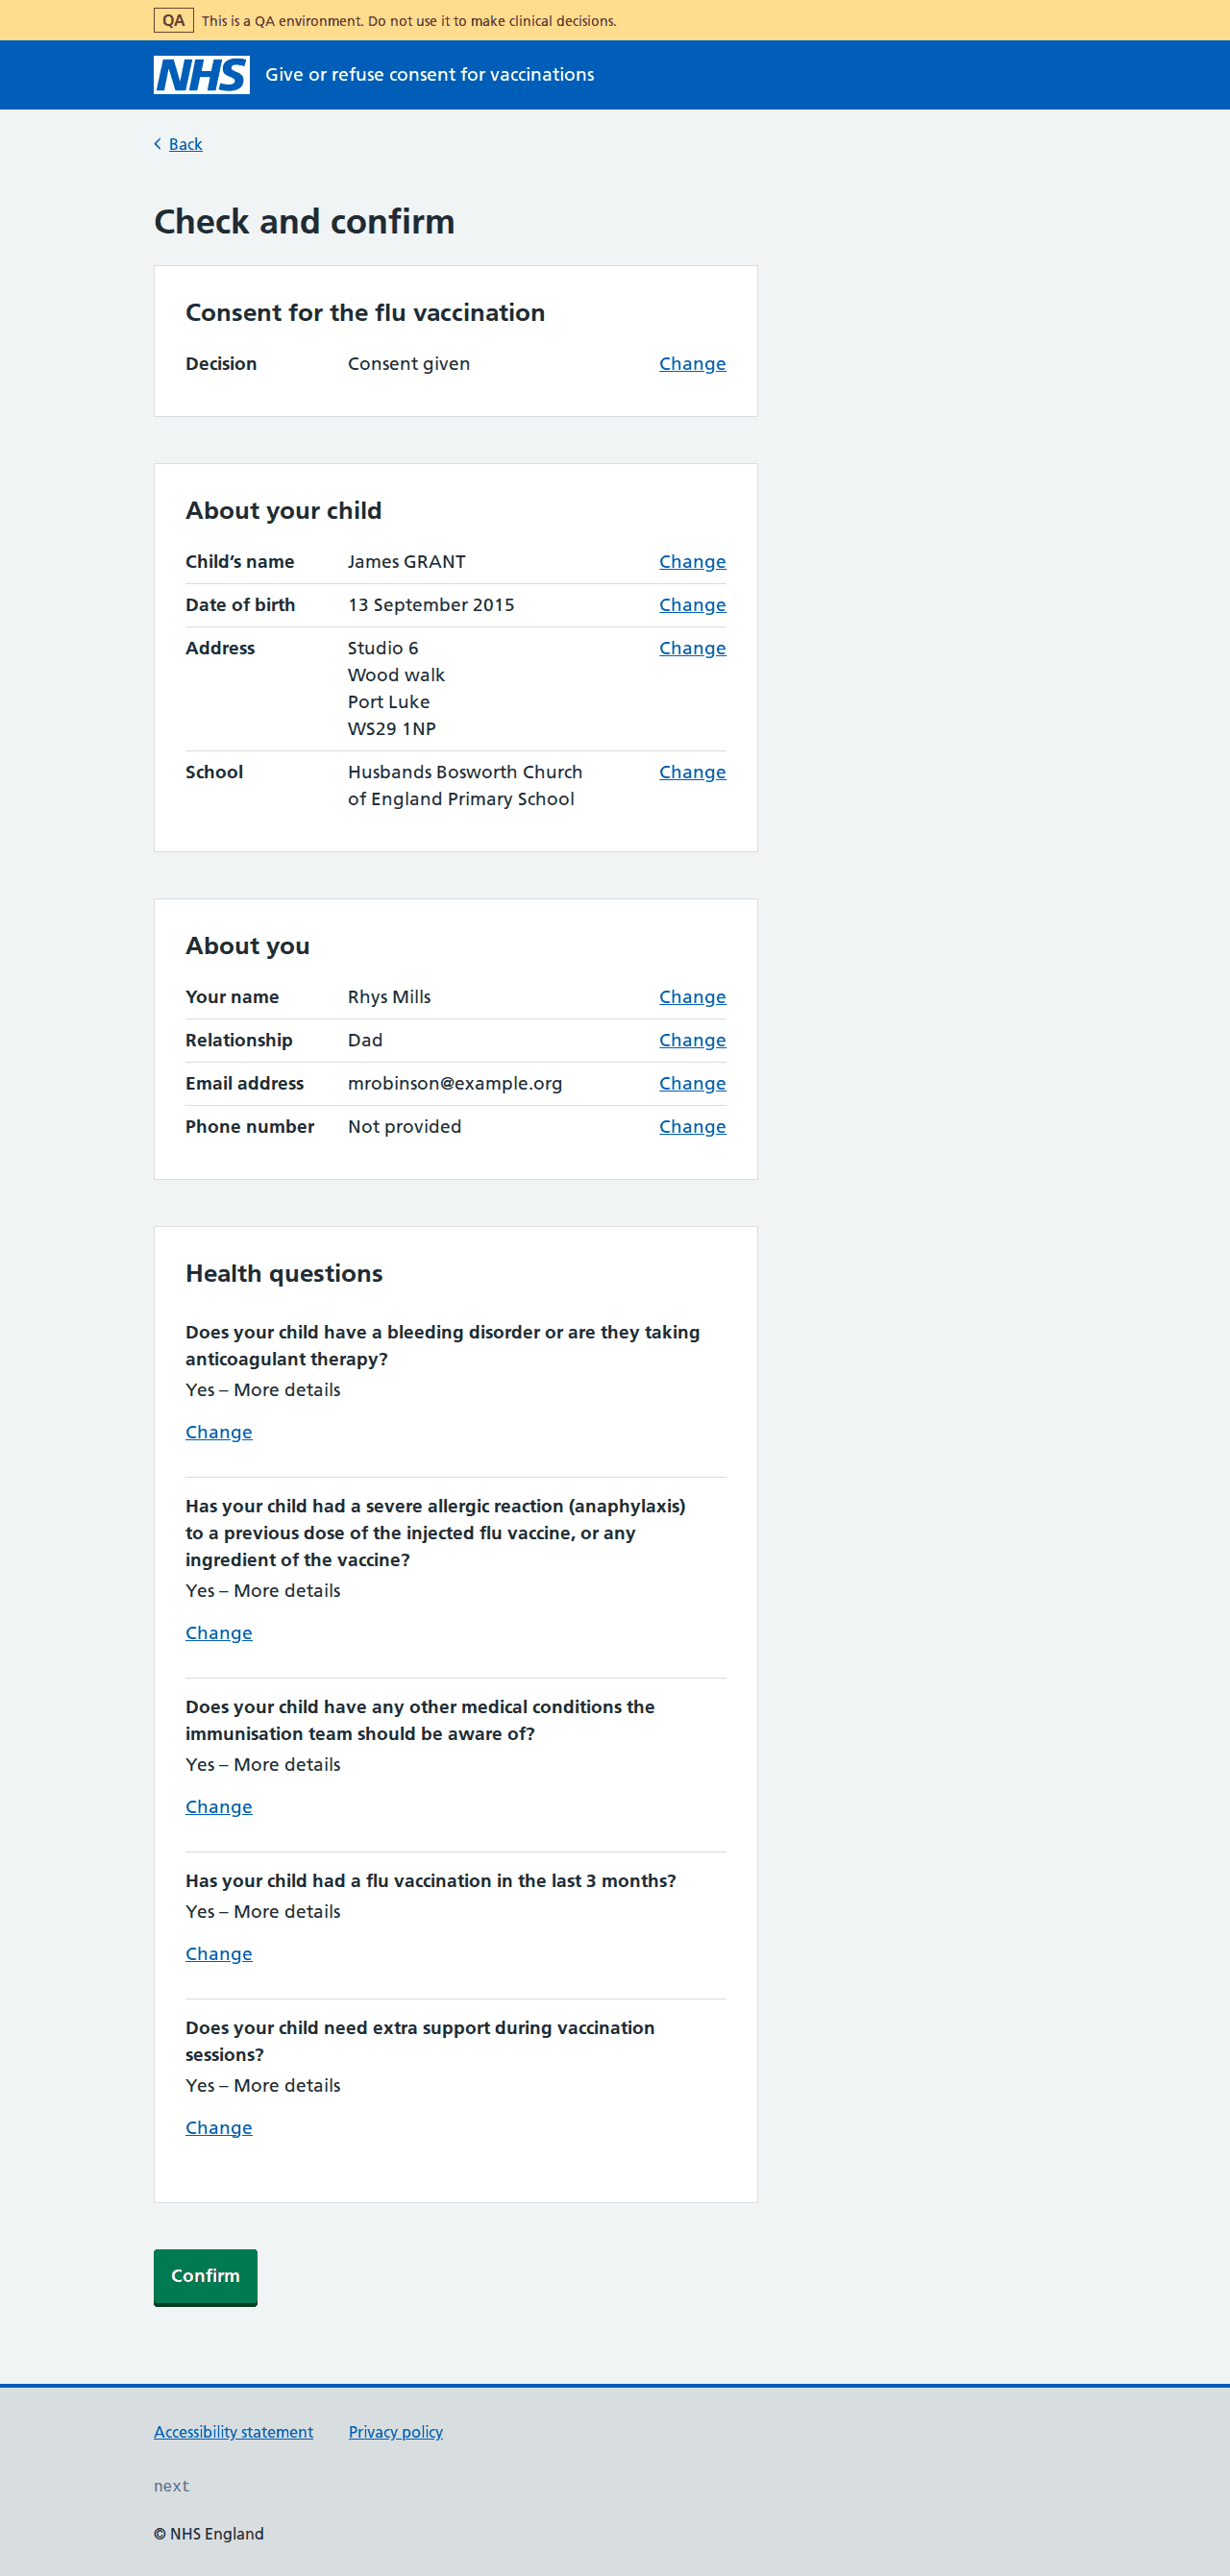 QA This is a QA environment. Do not use it to make clinical decisions.
NHS Give or refuse consent for vaccinations
Back
Check and confirm
Consent for the flu vaccination
Decision Consent given Change
About your child
Child’s name James GRANT Change
Date of birth 13 September 2015 Change
Address Studio 6 Change
Wood walk
Port Luke
WS29 1NP
School Husbands Bosworth Church Change
of England Primary School
About you
Your name Rhys Mills Change
Relationship Dad Change
Email address mrobinson@example.org Change
Phone number Not provided Change
Health questions
Does your child have a bleeding disorder or are they taking
anticoagulant therapy?
Yes – More details
Change
Has your child had a severe allergic reaction (anaphylaxis)
to a previous dose of the injected flu vaccine, or any
ingredient of the vaccine?
Yes – More details
Change
Does your child have any other medical conditions the
immunisation team should be aware of?
Yes – More details
Change
Has your child had a flu vaccination in the last 3 months?
Yes – More details
Change
Does your child need extra support during vaccination
sessions?
Yes – More details
Change
Confirm
Accessibility statement Privacy policy
next
© NHS England